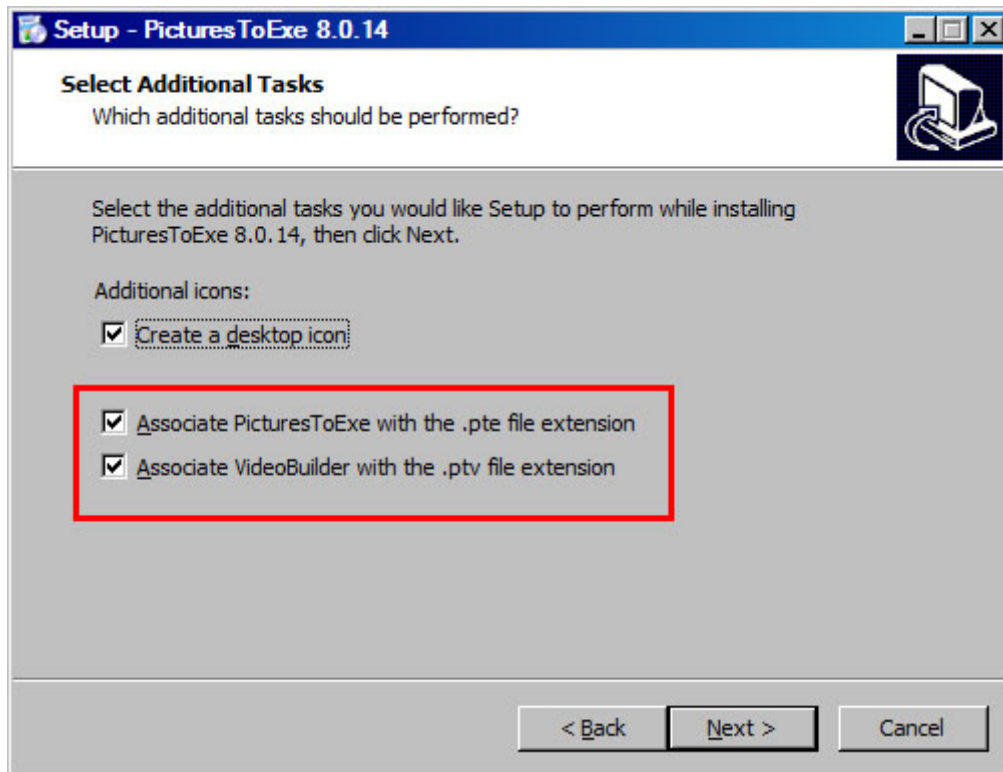 Setup - PicturesToExe 8.0.14
Select Additional Tasks
Which additional tasks should be performed?
Select the additional tasks you would like Setup to perform while installing
PicturesToExe 8.0.14, then click Next.
Additional icons:
Create a desktop icon
Associate PicturesToExe with the .pte file extension
Associate VideoBuilder with the .ptv file extension
< Back Next > Cancel